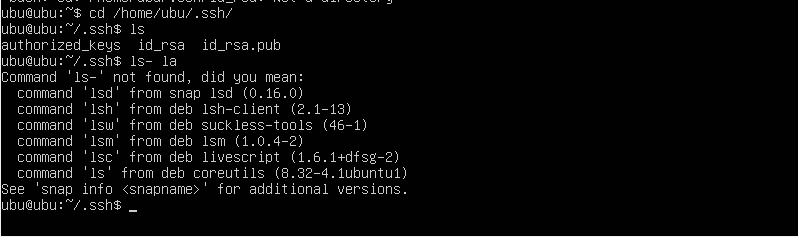 ubu@ubu:~$ cd /home/ubu/.ssh/
ubu@ubu:~/.ssh$ ls
authorized_keys  id_rsa  id_rsa.pub
ubu@ubu:~/.ssh$ ls- la
Command 'ls-' not found, did you mean:
  command 'lsd' from snap lsd (0.16.0)
  command 'lsh' from deb lsh-client (2.1-13)
  command 'lsw' from deb suckless-tools (46-1)
  command 'lsm' from deb lsm (1.0.4-2)
  command 'lsc' from deb livescript (1.6.1+dfsg-2)
  command 'ls' from deb coreutils (8.32-4.1ubuntu1)
See 'snap info <snapname>' for additional versions.
ubu@ubu:~/.ssh$ _